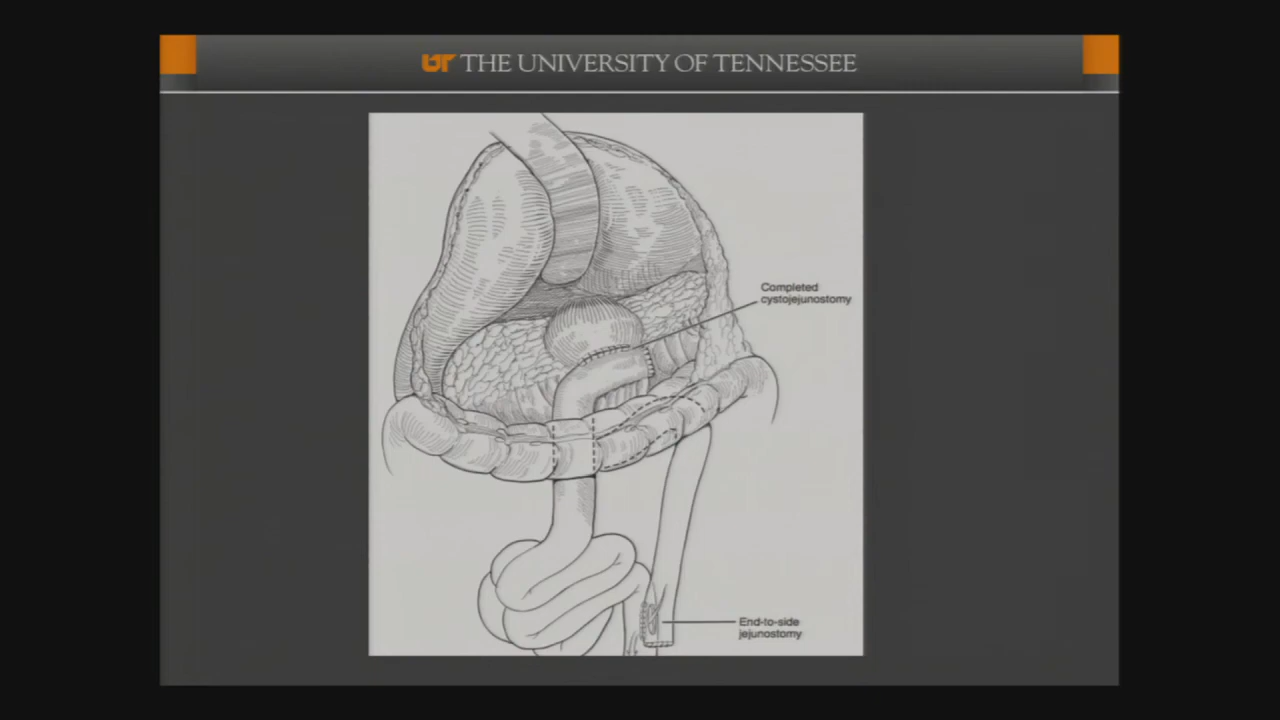 UT THE UNIVERSITY OF TENNESSEE
Completed
cystojejunostomy
End-to-side
jejunostomy